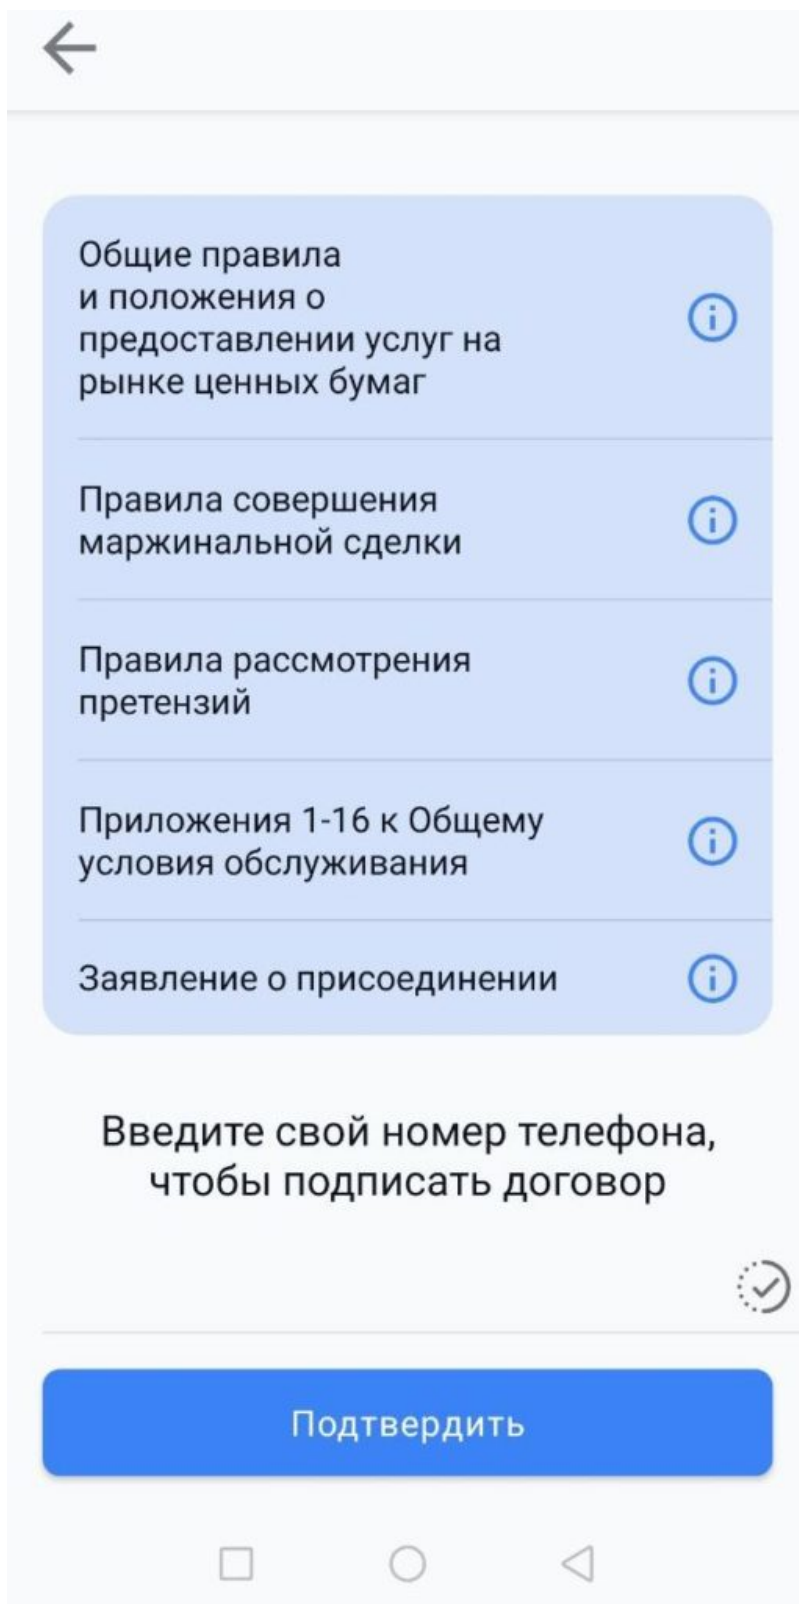 Общие правила
и положения о
предоставлении услуг на
рынке ценных бумаг
Правила совершения
маржинальной сделки
Правила рассмотрения
претензий
Приложения 1-16 к Общему
условия обслуживания
Заявление о присоединении
Введите свой номер телефона,
чтобы подписать договор
Подтвердить